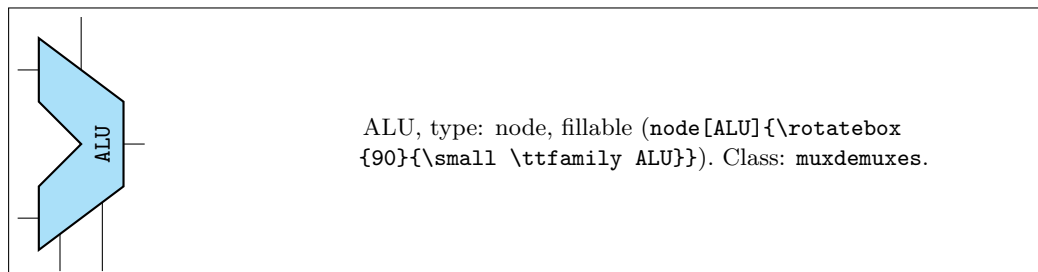 ALU
ALU, type: node, fillable (node[ALU]{\rotatebox
{90}{\small \ttfamily ALU}}). Class: muxdemuxes.